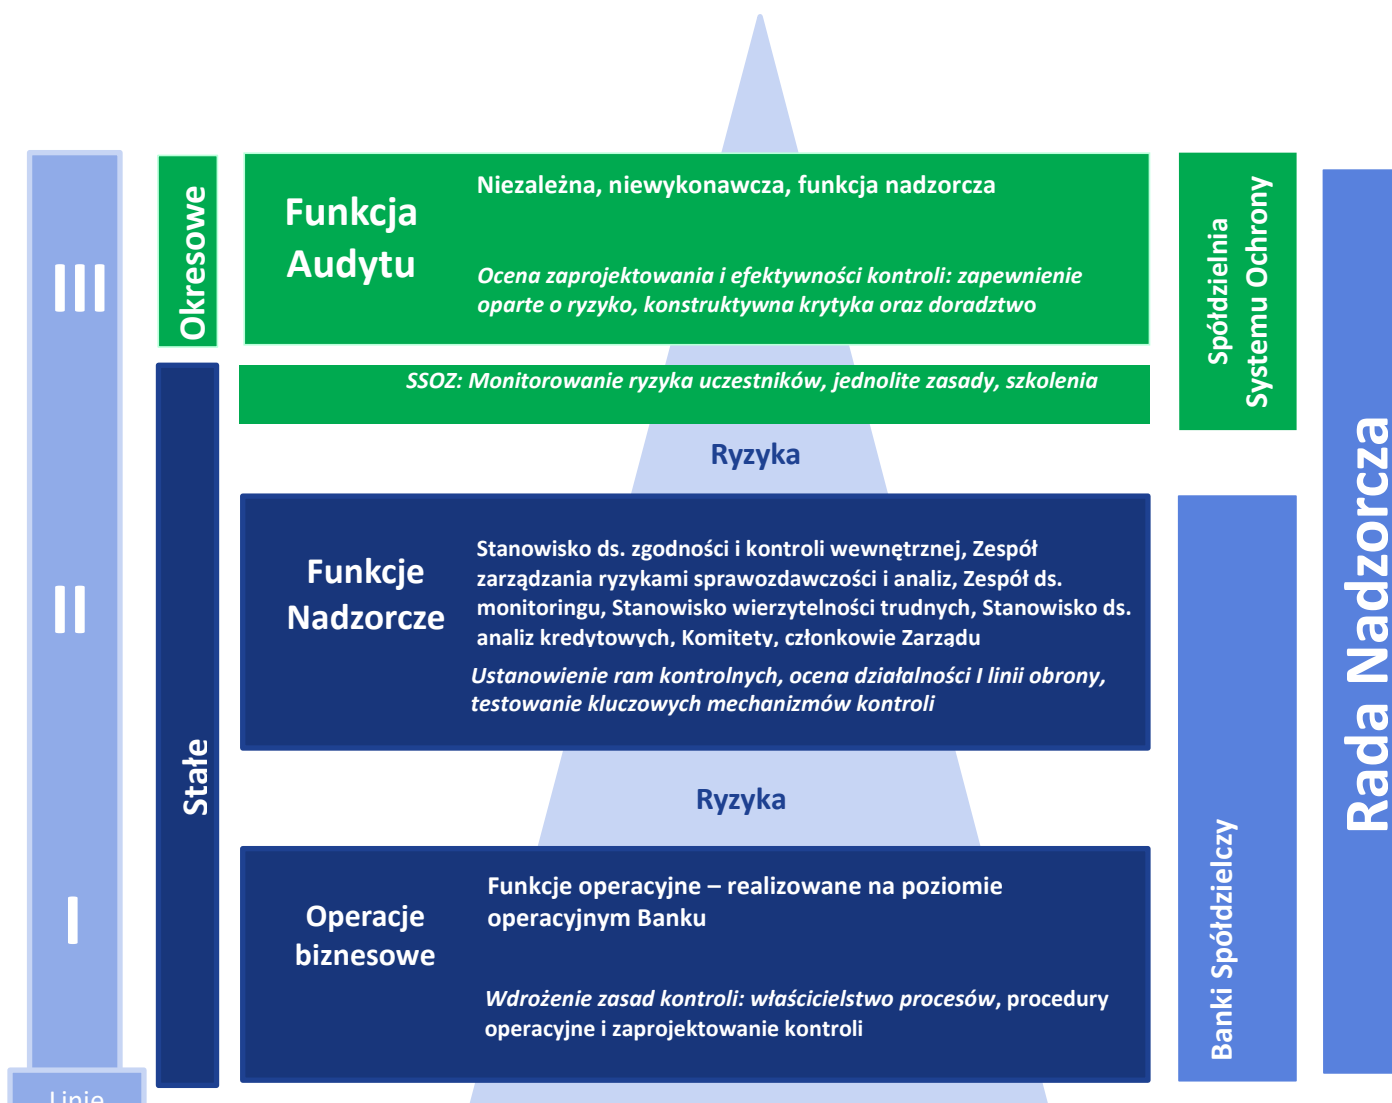 III
Okresowe
Funkcja
Audytu
Niezależna, niewykonawcza, funkcja nadzorcza
Ocena zaprojektowania i efektywności kontroli: zapewnienie
oparte o ryzyko, konstruktywna krytyka oraz doradztwo
Spółdzielnia
Systemu Ochrony
Rada Nadzorcza
SSOZ: Monitorowanie ryzyka uczestników, jednolite zasady, szkolenia
Ryzyka
II
Stałe
Funkcje
Nadzorcze
Stanowisko ds. zgodności i kontroli wewnętrznej, Zespół
zarządzania ryzykami sprawozdawczości i analiz, Zespół ds.
monitoringu, Stanowisko wierzytelności trudnych, Stanowisko ds.
analiz kredytowych, Komitety, członkowie Zarządu
Ustanowienie ram kontrolnych, ocena działalności I linii obrony,
testowanie kluczowych mechanizmów kontroli
Ryzyka
I
Operacje
biznesowe
Funkcje operacyjne – realizowane na poziomie
operacyjnym Banku
Wdrożenie zasad kontroli: właścicielstwo procesów, procedury
operacyjne i zaprojektowanie kontroli
Banki Spółdzielczy
Linie